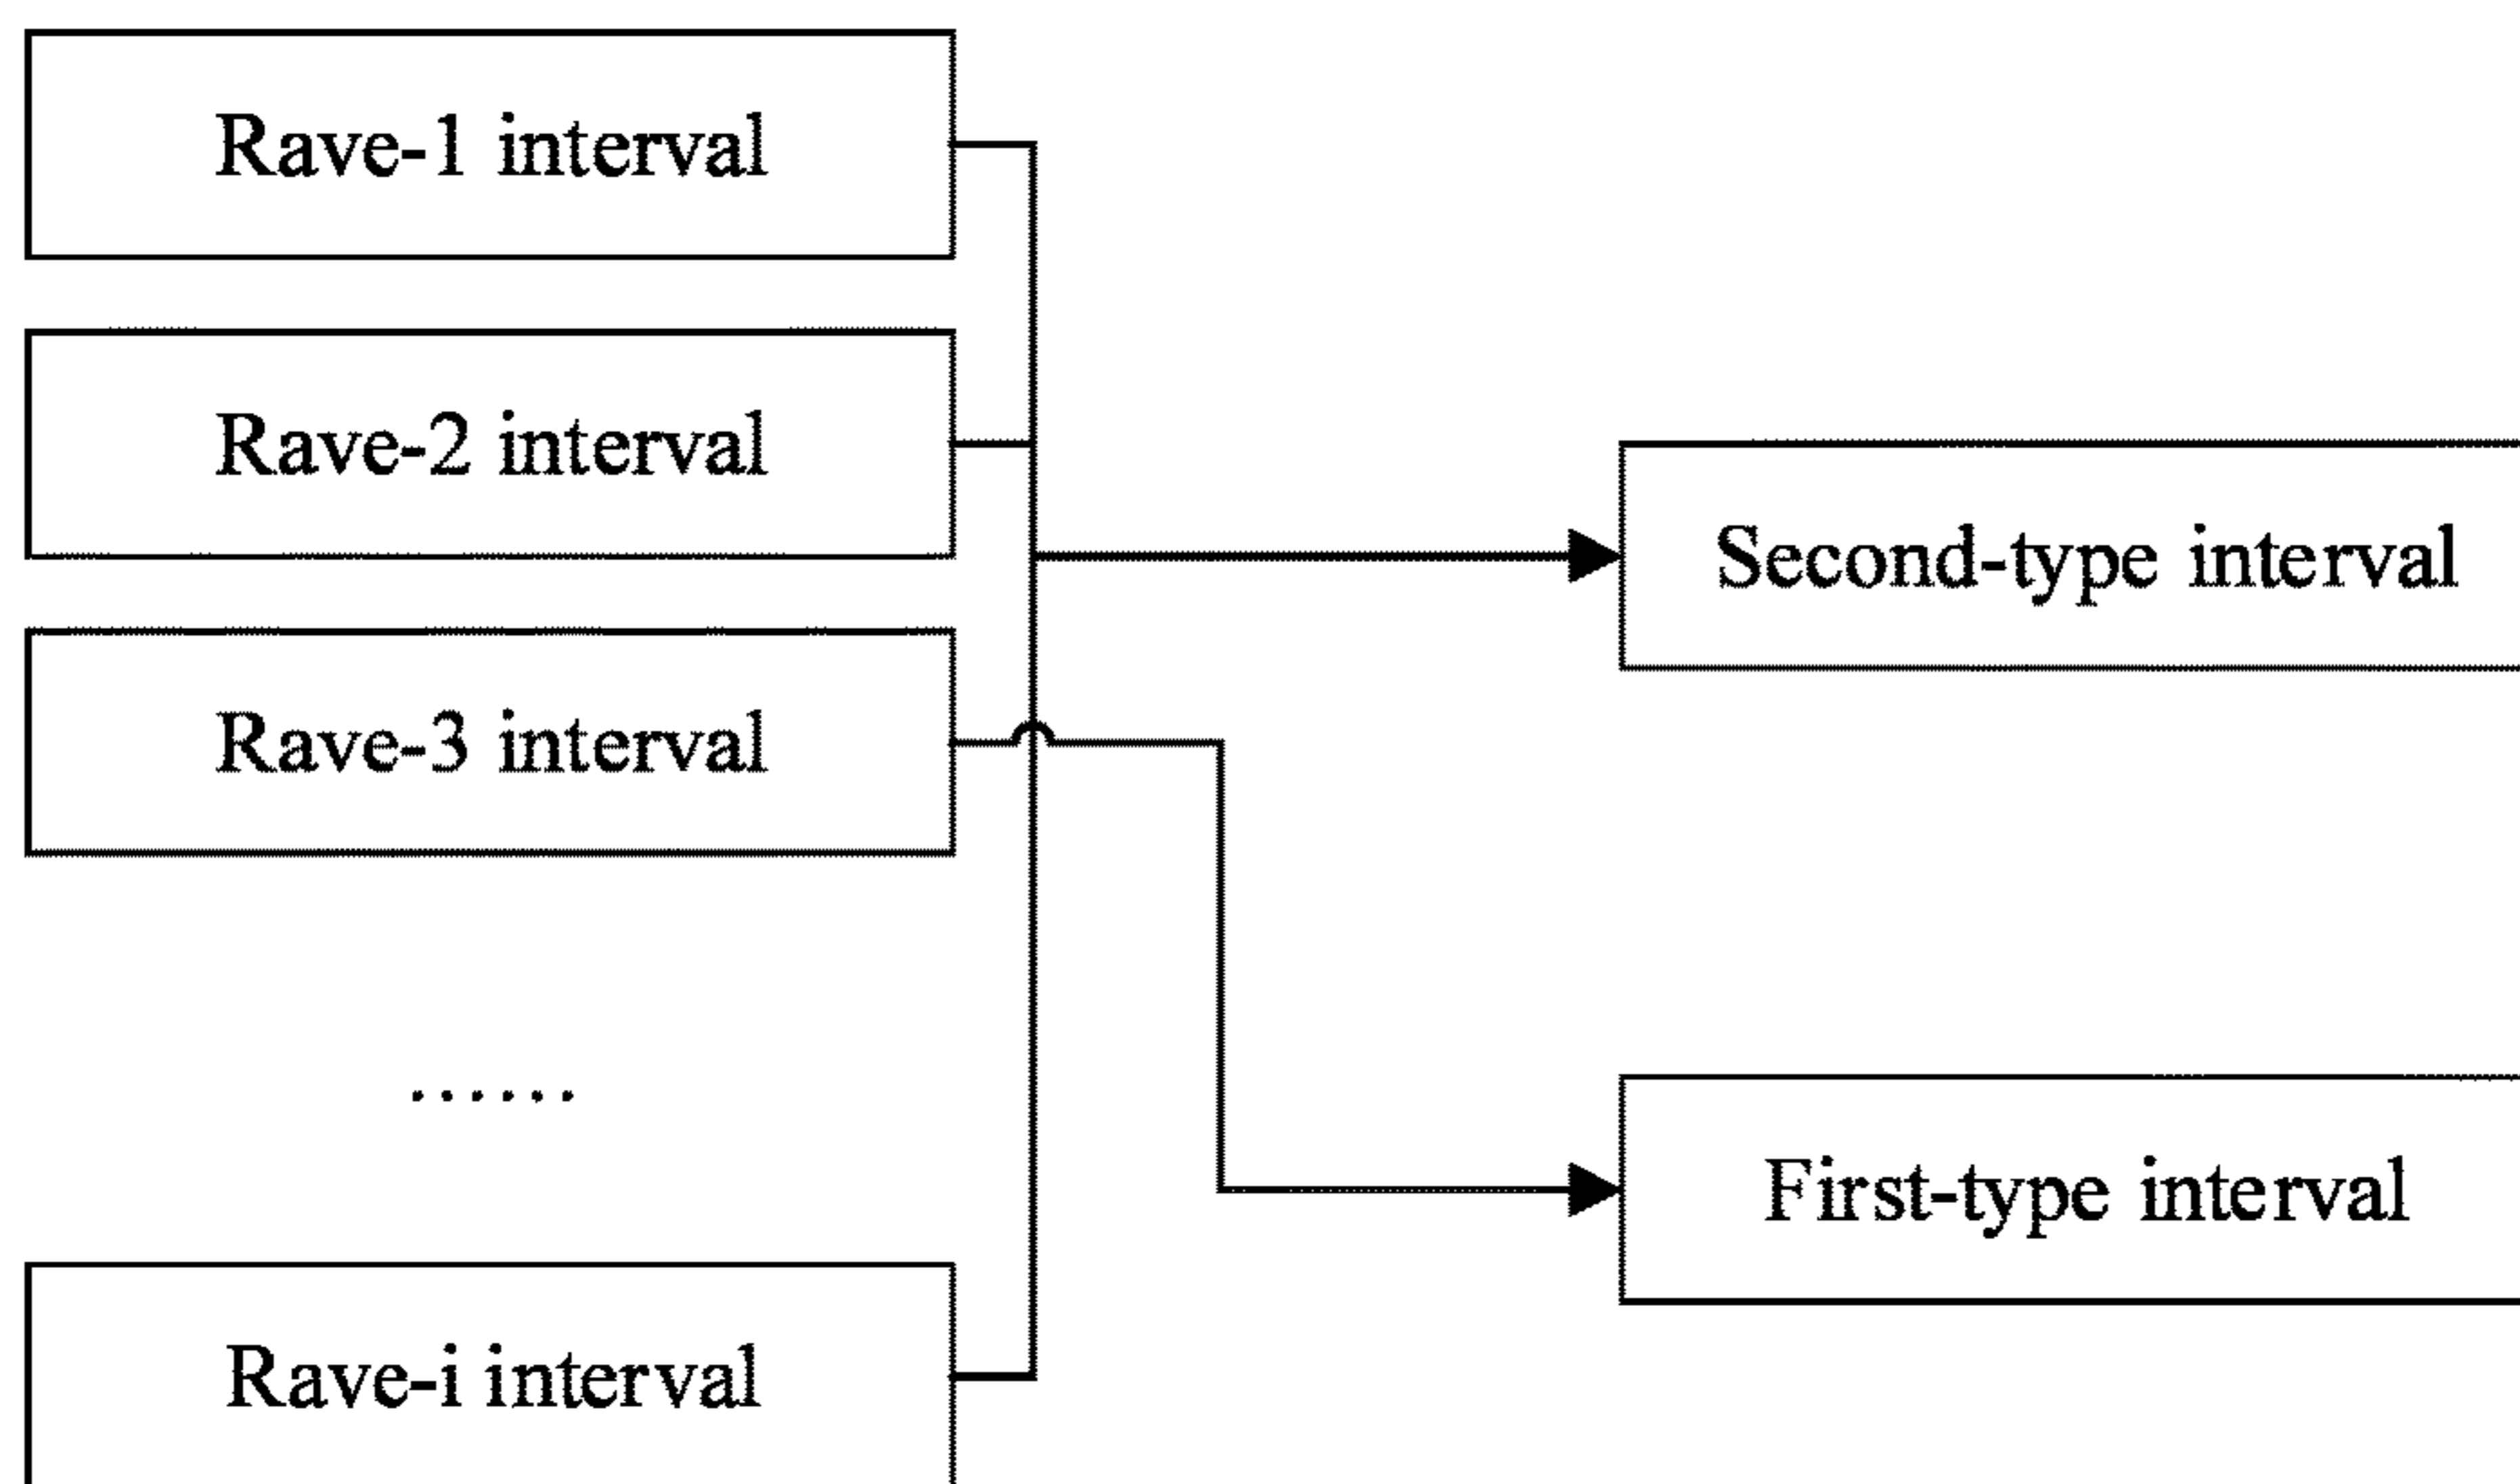 Rave-1 interval
Rave-2 interval
Second-type interval
Rave-3 interval
......
First-type interval
Rave-i interval